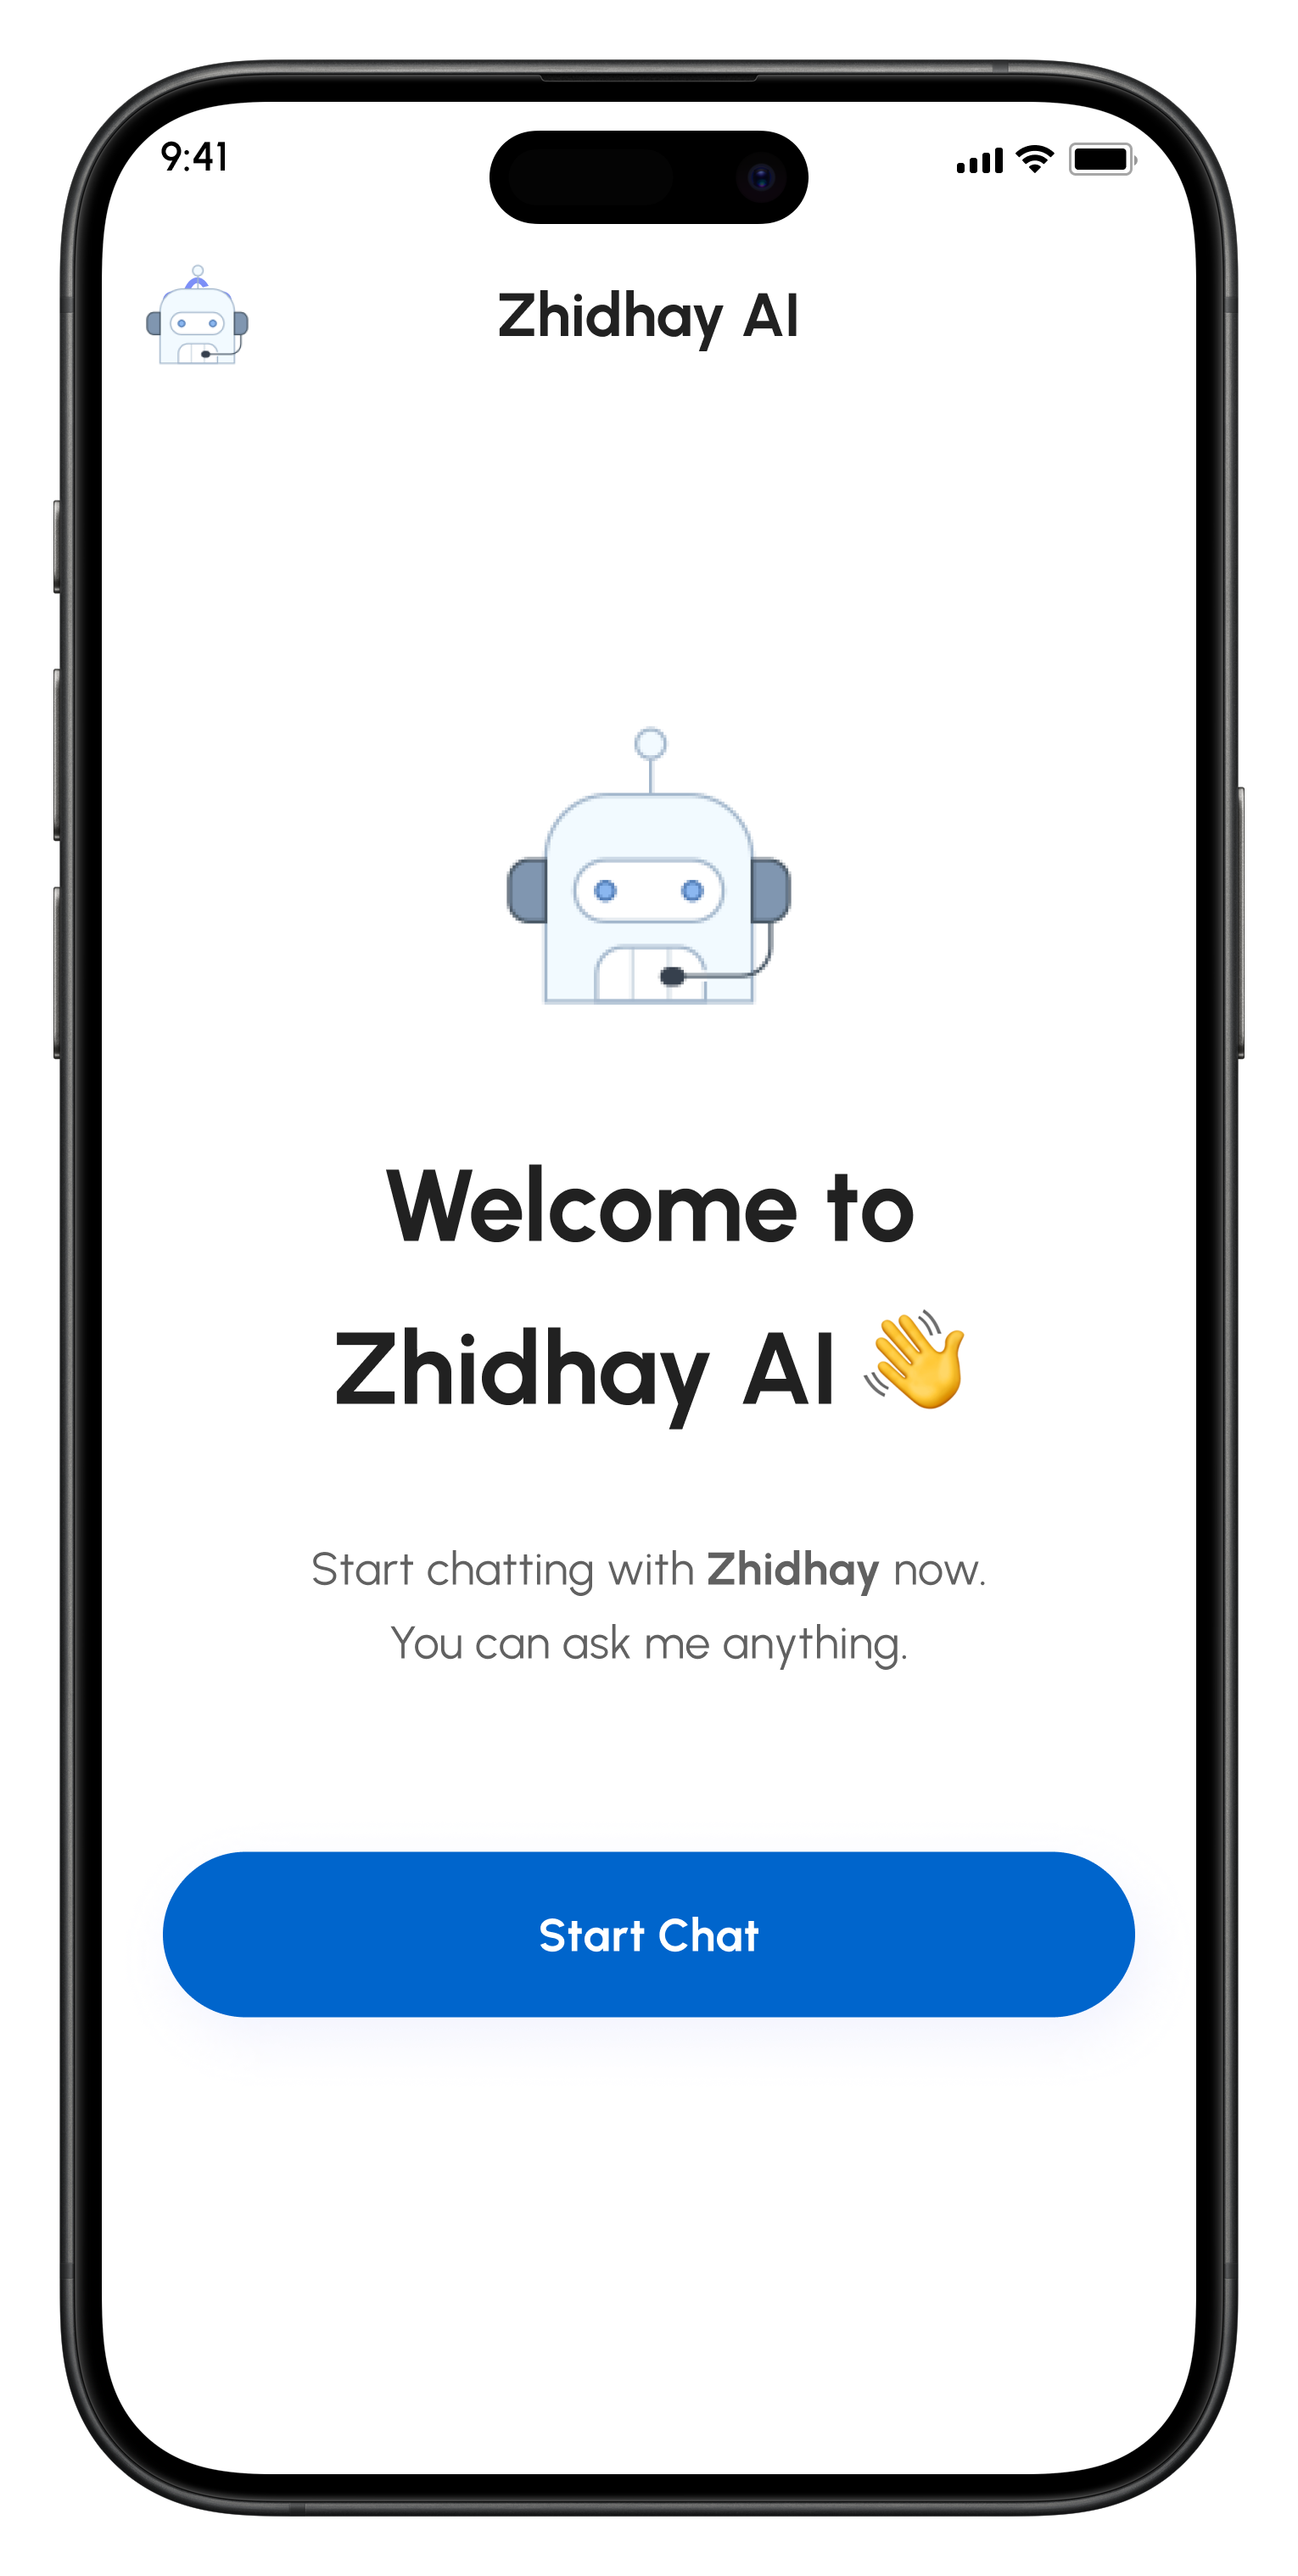 9:41
Zhidhay AI
Welcome to
Zhidhay AI 👋
Start chatting with Zhidhay now.
You can ask me anything.
Start Chat